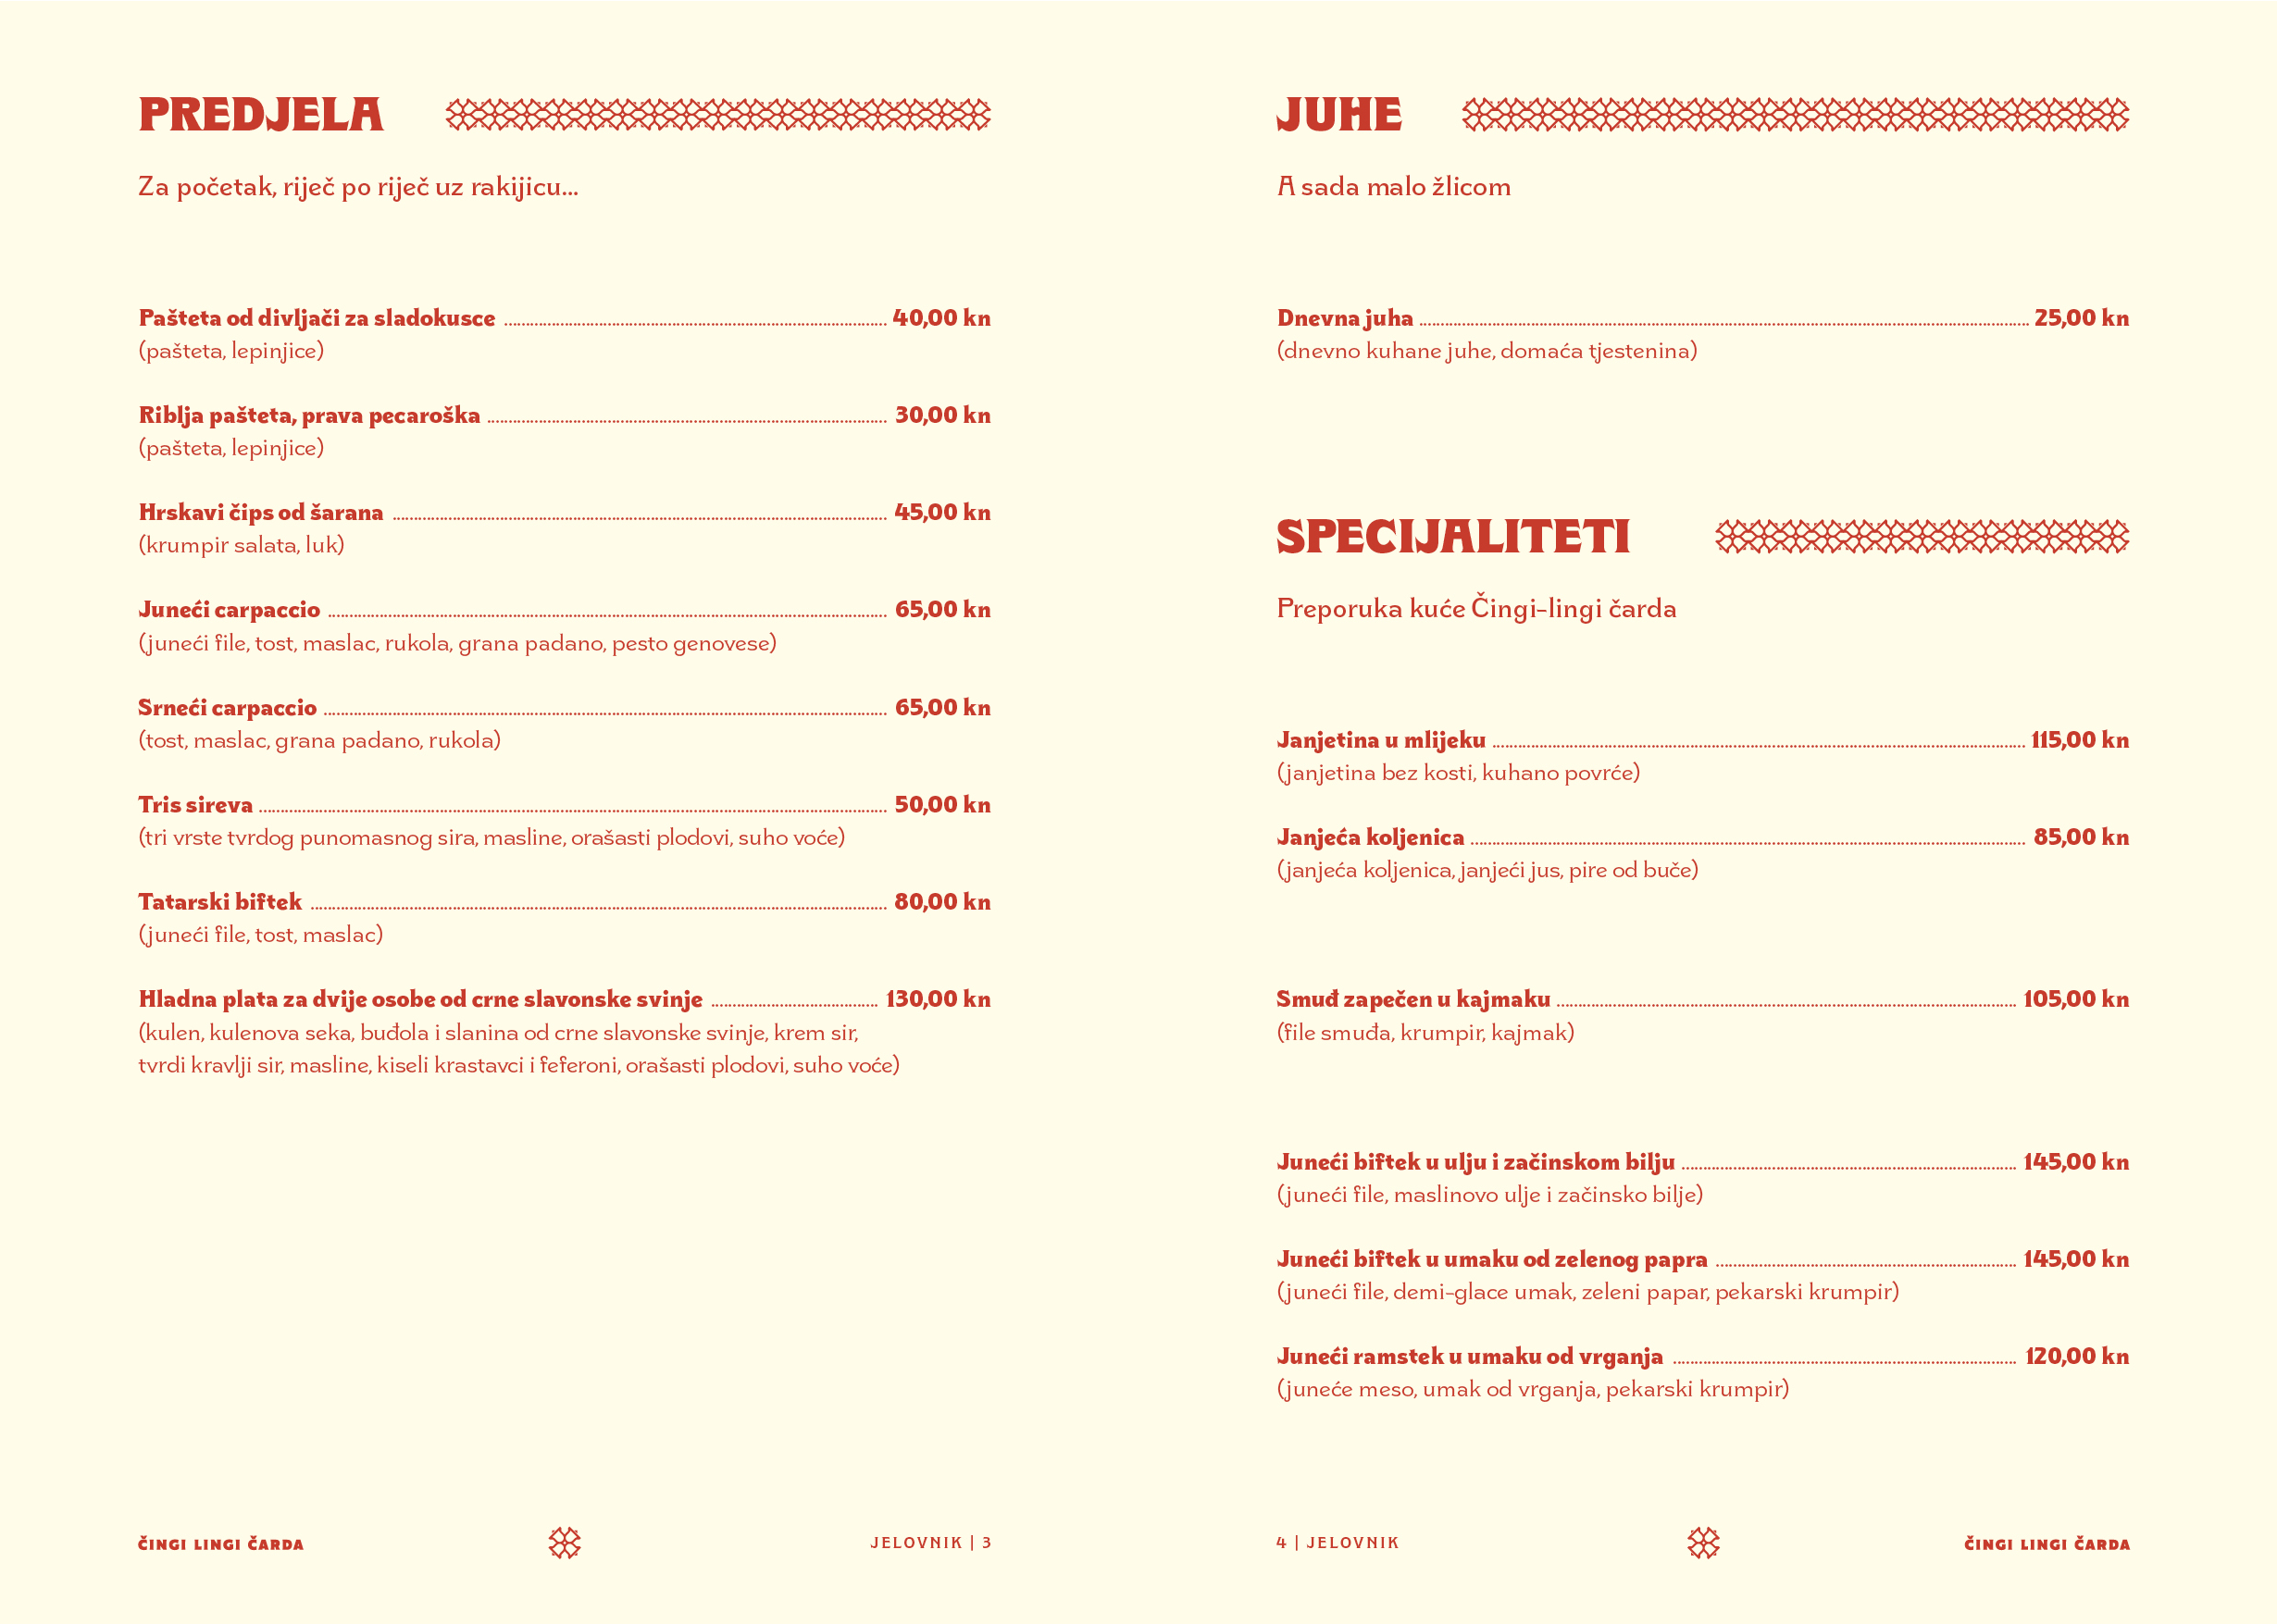 PREDJELA
Za početak, riječ po riječ uz rakijicu...
Pašteta od divljači za sladokusce 40,00 kn
(pašteta, lepinjice)
Riblja pašteta, prava pecaroška 30,00 kn
(pašteta, lepinjice)
Hrskavi čips od šarana 45,00 kn
(krumpir salata, luk)
Juneći carpaccio 65,00 kn
(juneći file, tost, maslac, rukola, grana padano, pesto genovese)
Srneći carpaccio 65,00 kn
(tost, maslac, grana padano, rukola)
Tris sireva 50,00 kn
(tri vrste tvrdog punomasnog sira, masline, orašasti plodovi, suho voće)
Tatarski biftek 80,00 kn
(juneći file, tost, maslac)
Hladna plata za dvije osobe od crne slavonske svinje 130,00 kn
(kulen, kulenova seka, buđola i slanina od crne slavonske svinje, krem sir,
tvrdi kravlji sir, masline, kiseli krastavci i feferoni, orašasti plodovi, suho voće)
ČINGI LINGI ČARDA
JELOVNIK | 3
JUHE
A sada malo žlicom
Dnevna juha 25,00 kn
(dnevno kuhane juhe, domaća tjestenina)
SPECIJALITETI
Preporuka kuće Čingi-lingi čarda
Janjetina u mlijeku 115,00 kn
(janjetina bez kosti, kuhano povrće)
Janjeća koljenica 85,00 kn
(janjeća koljenica, janjeći jus, pire od buče)
Smuđ zapečen u kajmaku 105,00 kn
(file smuđa, krumpir, kajmak)
Juneći biftek u ulju i začinskom bilju 145,00 kn
(juneći file, maslinovo ulje i začinsko bilje)
Juneći biftek u umaku od zelenog papra 145,00 kn
(juneći file, demi-glace umak, zeleni papar, pekarski krumpir)
Juneći ramstek u umaku od vrganja 120,00 kn
(juneće meso, umak od vrganja, pekarski krumpir)
4 | JELOVNIK
ČINGI LINGI ČARDA